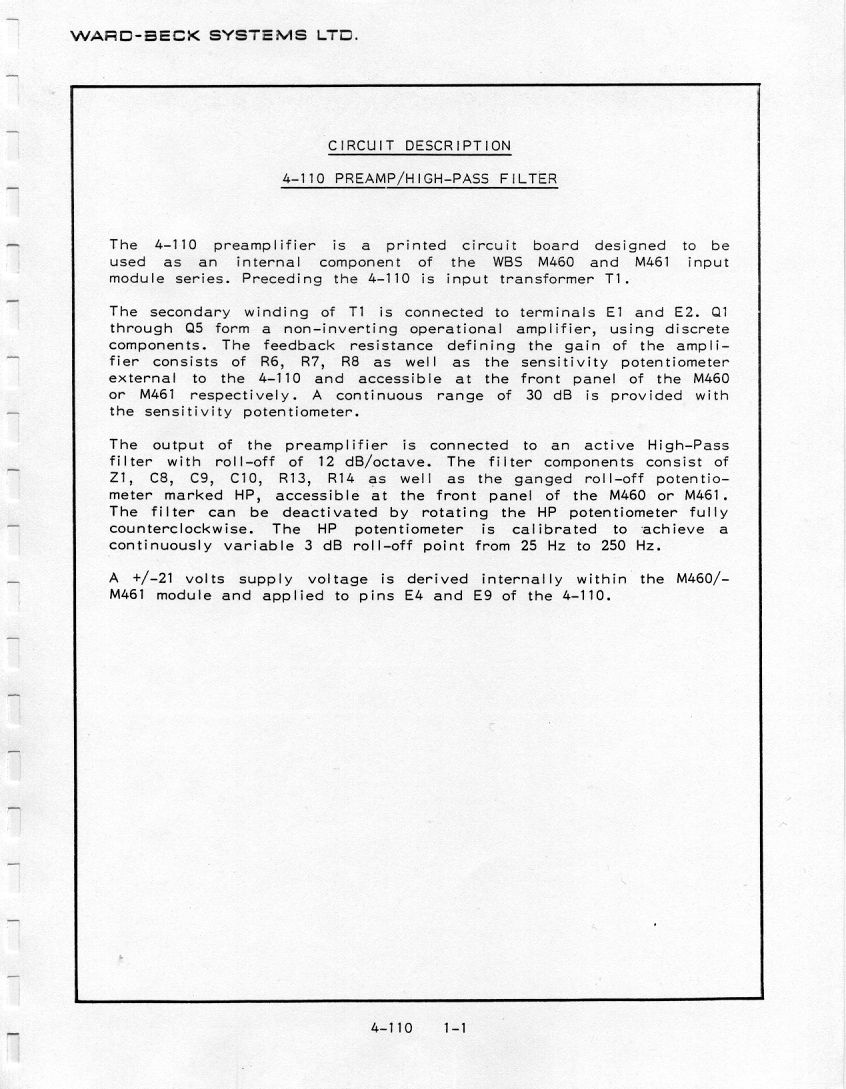 WARD-BECK SYSTEMS LTD.
CIRCUIT DESCRIPTION
4-110 PREAMP/HIGH-PASS FILTER
The 4-110 preamplifier is a printed circuit board designed to be
used as an internal component of the WBS M460 and M461 input
module series. Preceding the 4-110 is input transformer T1.
The secondary winding of T1 is connected to terminals E1 and E2. Q1
through Q5 form a non-inverting operational amplifier, using discrete
components. The feedback resistance defining the gain of the ampli-
fier consists of R6, R7, R8 as well as the sensitivity potentiometer
external to the 4-110 and accessible at the front panel of the M460
or M461 respectively. A continuous range of 30 dB is provided with
the sensitivity potentiometer.
The output of the preamplifier is connected to an active High-Pass
filter with roll-off of 12 dB/octave. The filter components consist of
Z1, C8, C9, C10, R13, R14 as well as the ganged roll-off potentio-
meter marked HP, accessible at the front panel of the M460 or M461.
The filter can be deactivated by rotating the HP potentiometer fully
counterclockwise. The HP potentiometer is calibrated to achieve a
continuously variable 3 dB roll-off point from 25 Hz to 250 Hz.
A +/-21 volts supply voltage is derived internally within the M460/-
M461 module and applied to pins E4 and E9 of the 4-110.
4-110 1-1